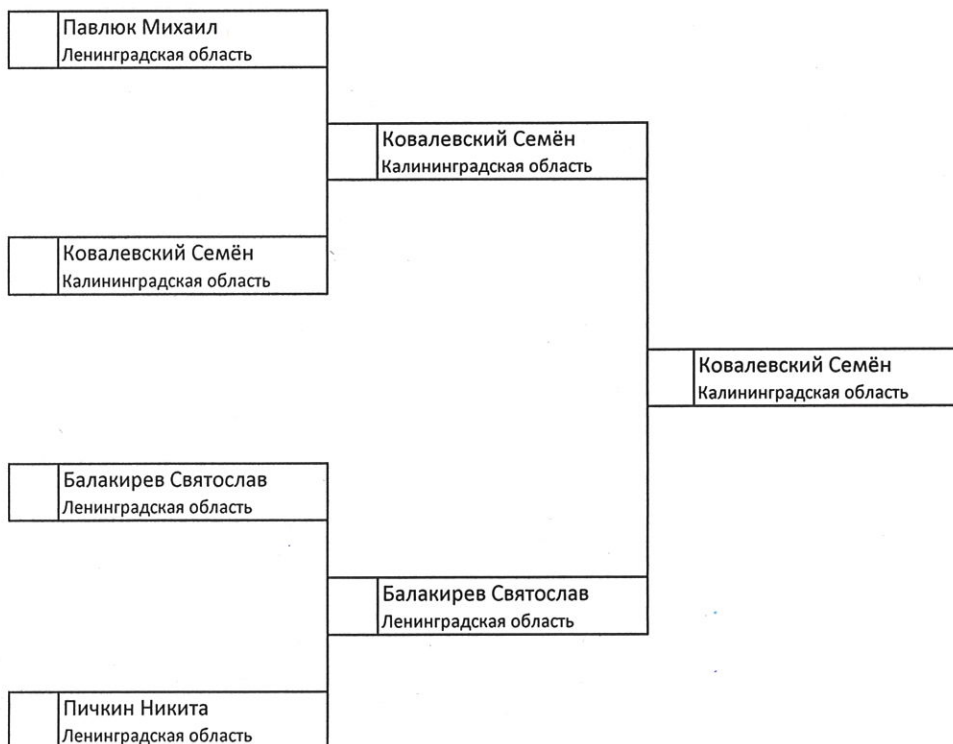 Павлюк Михаил
Ленинградская область
Ковалевский Семён
Калининградская область
Ковалевский Семён
Калининградская область
Ковалевский Семён
Калининградская область
Балакирев Святослав
Ленинградская область
Балакирев Святослав
Ленинградская область
Пичкин Никита
Ленинградская область